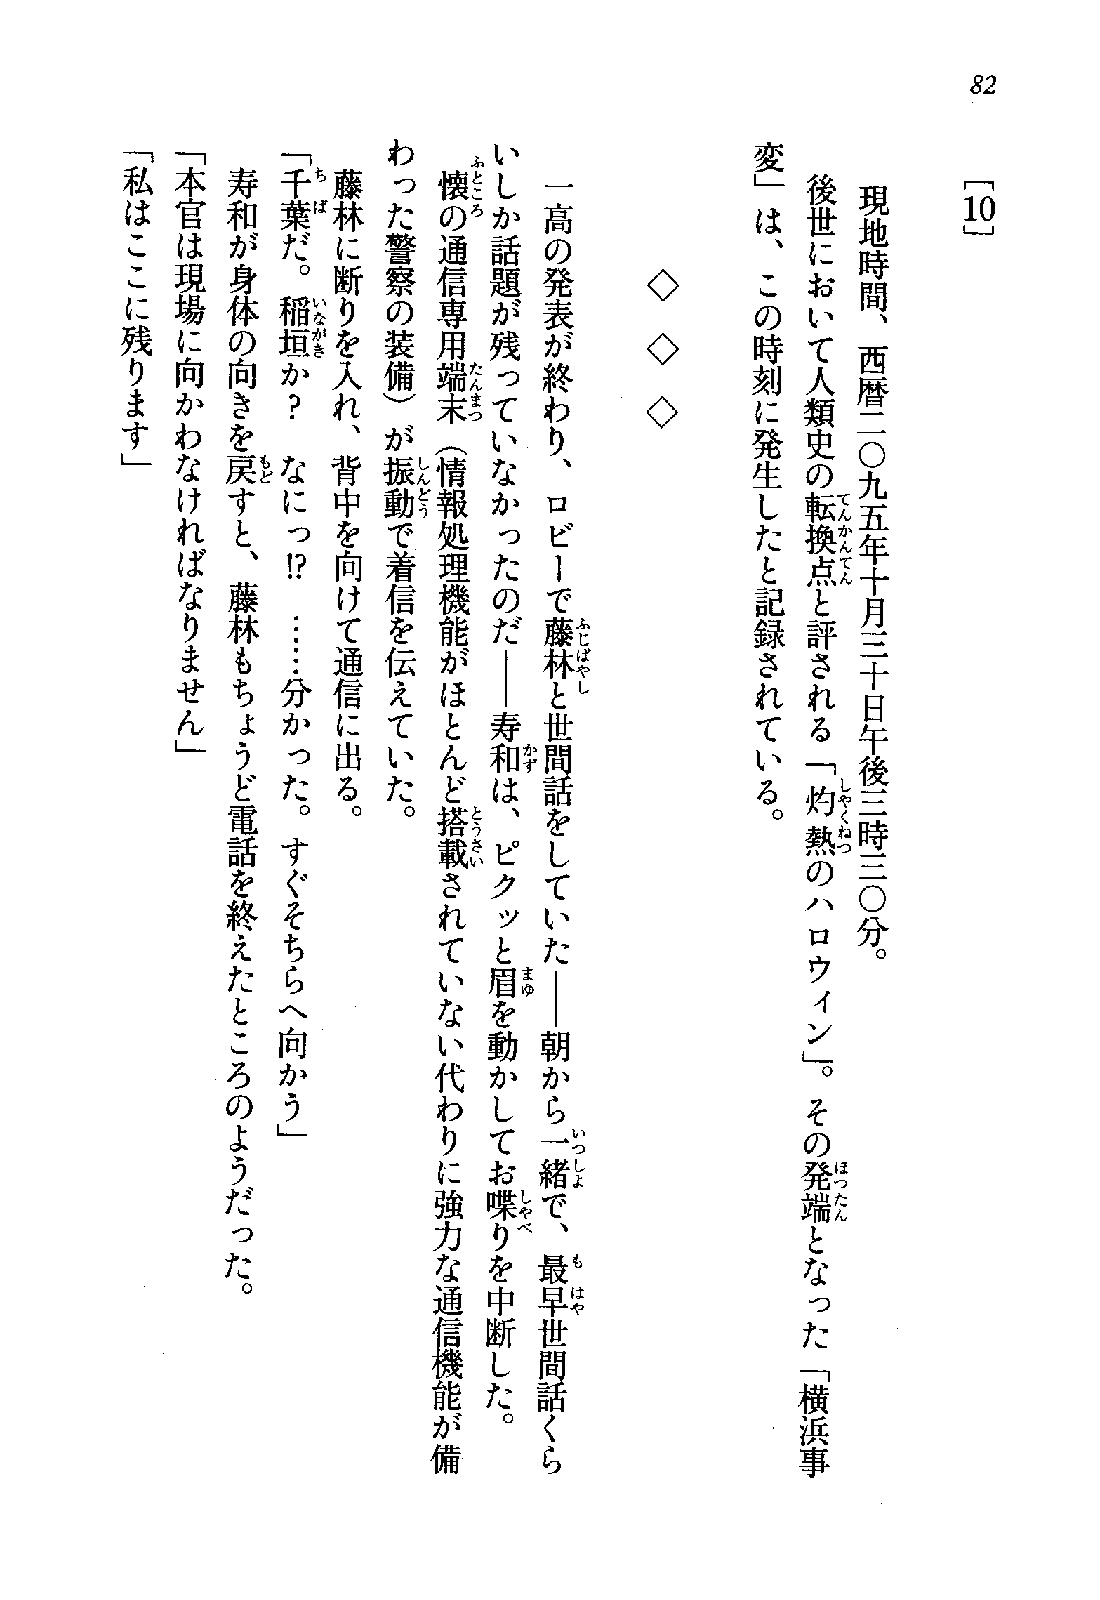 82
[10]
現地時間、西暦二〇九五年十月三十日午後三時三〇分。
後世において人類史の転換点と評される「灼熱のハロウィン」。その発端となった「横浜事
変」は、この時刻に発生したと記録されている。
◇ ◇ ◇
一高の発表が終わり、ロビーで藤林と世間話をしていた――朝から一緒で、最早世間話くら
いしか話題が残っていなかったのだ――寿和は、ピクッと眉を動かしてお喋りを中断した。
懐の通信専用端末（情報処理機能がほとんど搭載されていない代わりに強力な通信機能が備
わった警察の装備）が振動で着信を伝えていた。
藤林に断りを入れ、背中を向けて通信に出る。
「千葉だ。稲垣か？　なにっ!?　……分かった。すぐそちらへ向かう」
寿和が身体の向きを戻すと、藤林もちょうど電話を終えたところのようだった。
「本官は現場に向かわなければなりません」
「私はここに残ります」